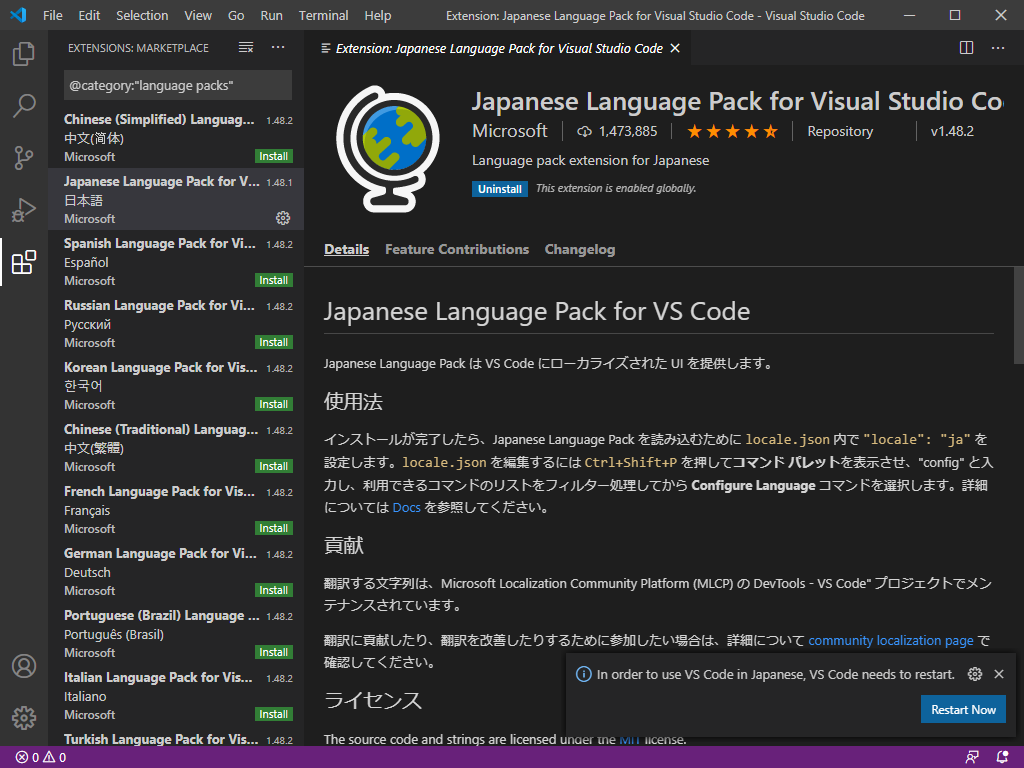 File Edit Selection View Go Run Terminal Help
Extension: Japanese Language Pack for Visual Studio Code - Visual Studio Code
EXTENSIONS: MARKETPLACE
@category:"language packs"
Chinese (Simplified) Languag... 1.48.2
中文(简体)
Microsoft Install
Japanese Language Pack for V... 1.48.1
日本語
Microsoft
Spanish Language Pack for Vi... 1.48.2
Español
Microsoft Install
Russian Language Pack for Vi... 1.48.2
Русский
Microsoft Install
Korean Language Pack for Vis... 1.48.2
한국어
Microsoft Install
Chinese (Traditional) Languag... 1.48.2
中文(繁體)
Microsoft Install
French Language Pack for Vis... 1.48.2
Français
Microsoft Install
German Language Pack for Vi... 1.48.2
Deutsch
Microsoft Install
Portuguese (Brazil) Language ... 1.48.2
Português (Brasil)
Microsoft Install
Italian Language Pack for Vis... 1.48.2
Italiano
Microsoft Install
Turkish Language Pack for Vis... 1.48.2
Extension: Japanese Language Pack for Visual Studio Code
Japanese Language Pack for Visual Studio Co
Microsoft 1,473,885 Repository v1.48.2
Language pack extension for Japanese
Uninstall This extension is enabled globally.
Details Feature Contributions Changelog
Japanese Language Pack for VS Code
Japanese Language Pack は VS Code にローカライズされた UI を提供します。
使用法
インストールが完了したら、Japanese Language Pack を読み込むために locale.json 内で "locale": "ja" を
設定します。locale.json を編集するには Ctrl+Shift+P を押してコマンド パレットを表示させ、"config" と入
力し、利用できるコマンドのリストをフィルター処理してから Configure Language コマンドを選択します。詳細
については Docs を参照してください。
貢献
翻訳する文字列は、Microsoft Localization Community Platform (MLCP) の DevTools - VS Code" プロジェクトでメン
テナンスされています。
翻訳に貢献したり、翻訳を改善したりするために参加したい場合は、詳細について community localization page で
確認してください。
ライセンス
The source code and strings are licensed under the MIT license.
In order to use VS Code in Japanese, VS Code needs to restart.
Restart Now
0 0